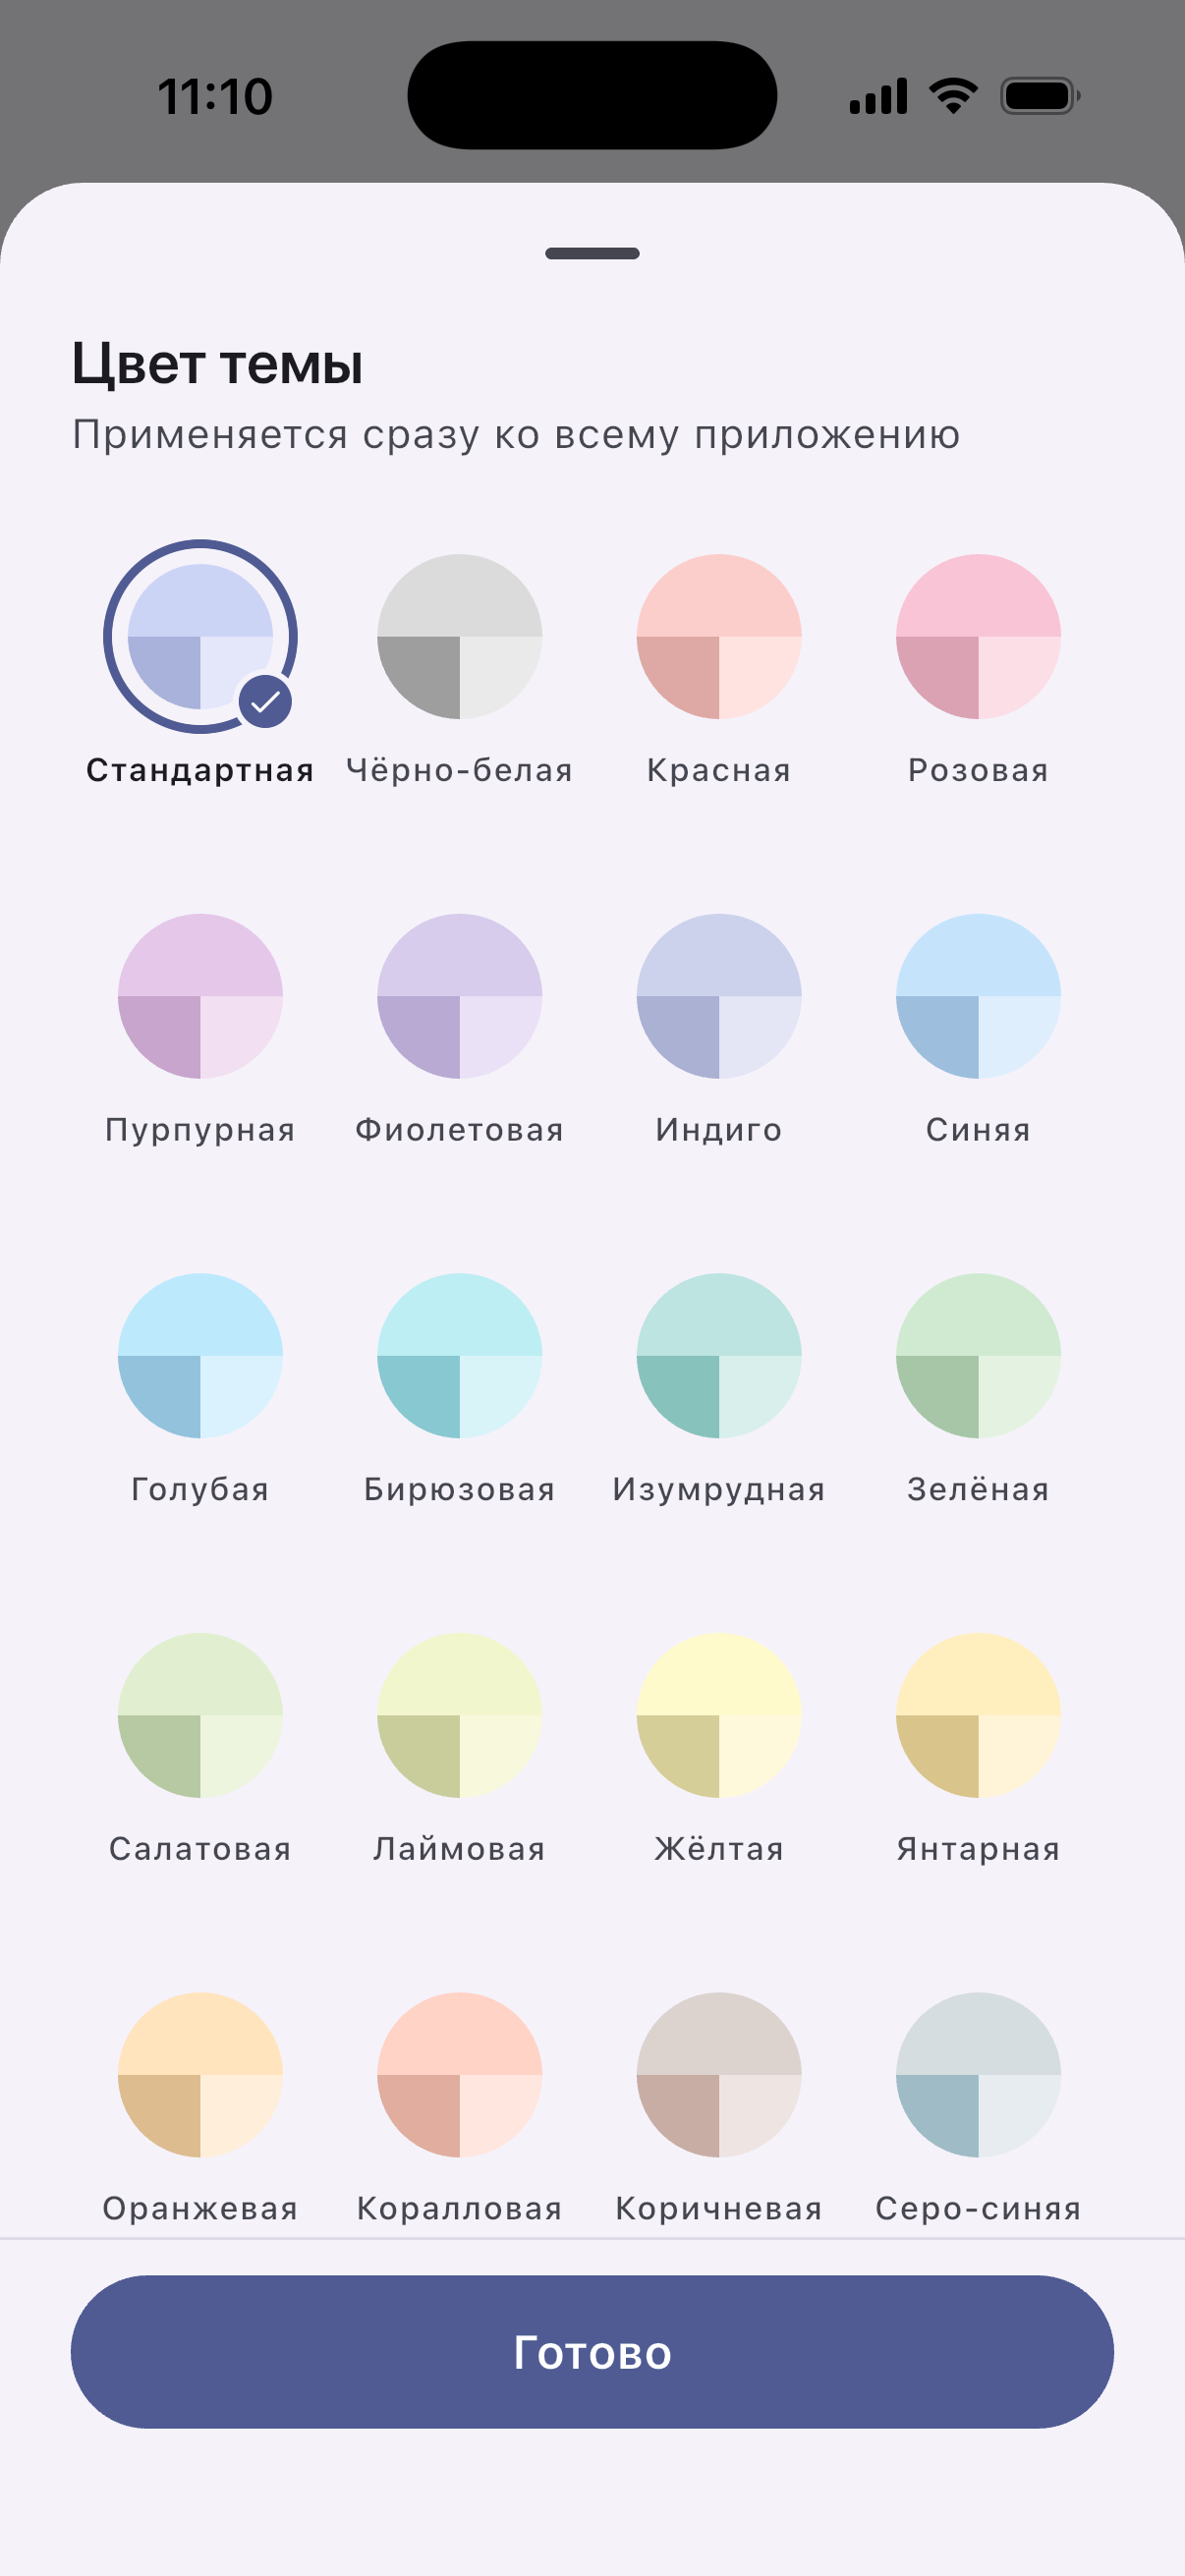 11:10
Цвет темы
Применяется сразу ко всему приложению
Стандартная Чёрно-белая Красная Розовая
Пурпурная Фиолетовая Индиго Синяя
Голубая Бирюзовая Изумрудная Зелёная
Салатовая Лаймовая Жёлтая Янтарная
Оранжевая Коралловая Коричневая Серо-синяя
Готово